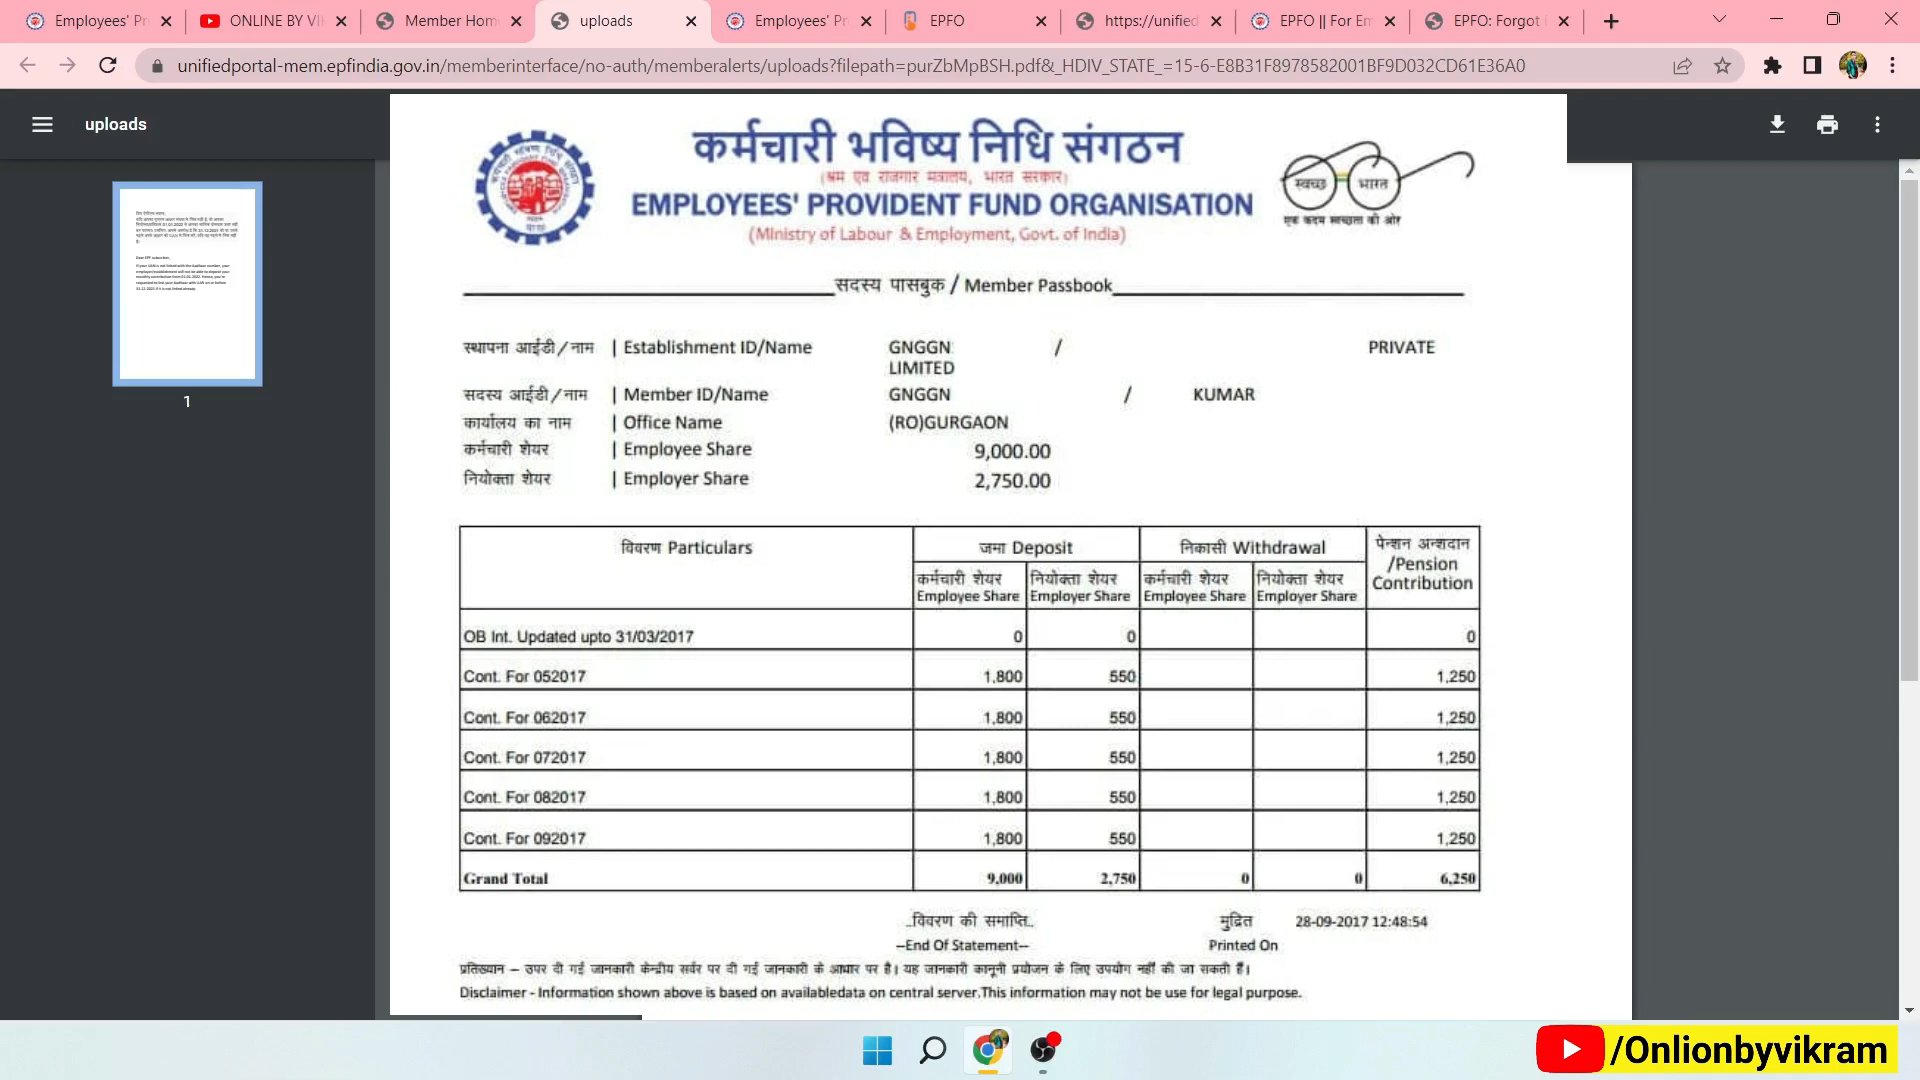 Employees' Pr
ONLINE BY VI
Member Hom
uploads
Employees' Pr
EPFO
https://unified
EPFO || For Em
EPFO: Forgot
unifiedportal-mem.epfindia.gov.in/memberinterface/no-auth/memberalerts/uploads?filepath=purZbMpBSH.pdf&_HDIV_STATE_=15-6-E8B31F8978582001BF9D032CD61E36A0
uploads
1
कर्मचारी भविष्य निधि संगठन
(श्रम एवं रोजगार मंत्रालय, भारत सरकार)
EMPLOYEES' PROVIDENT FUND ORGANISATION
(Ministry of Labour & Employment, Govt. of India)
स्वच्छ भारत
एक कदम स्वच्छता की ओर
सदस्य पासबुक / Member Passbook
स्थापना आईडी/नाम | Establishment ID/Name GNGGN / PRIVATE
LIMITED
सदस्य आईडी/नाम | Member ID/Name GNGGN / KUMAR
कार्यालय का नाम | Office Name (RO)GURGAON
कर्मचारी शेयर | Employee Share 9,000.00
नियोक्ता शेयर | Employer Share 2,750.00
विवरण Particulars जमा Deposit निकासी Withdrawal पेन्शन अन्शदान /Pension Contribution
कर्मचारी शेयर Employee Share नियोक्ता शेयर Employer Share कर्मचारी शेयर Employee Share नियोक्ता शेयर Employer Share
OB Int. Updated upto 31/03/2017 0 0 0
Cont. For 052017 1,800 550 1,250
Cont. For 062017 1,800 550 1,250
Cont. For 072017 1,800 550 1,250
Cont. For 082017 1,800 550 1,250
Cont. For 092017 1,800 550 1,250
Grand Total 9,000 2,750 0 0 6,250
..विवरण की समाप्ति.. मुद्रित 28-09-2017 12:48:54
--End Of Statement-- Printed On
प्रतिख्यान – उपर दी गई जानकारी केन्द्रीय सर्वर पर दी गई जानकारी के आधार पर है। यह जानकारी कानूनी प्रयोजन के लिए उपयोग नहीं की जा सकती हैं।
Disclaimer - Information shown above is based on availabledata on central server.This information may not be use for legal purpose.
/Onlionbyvikram